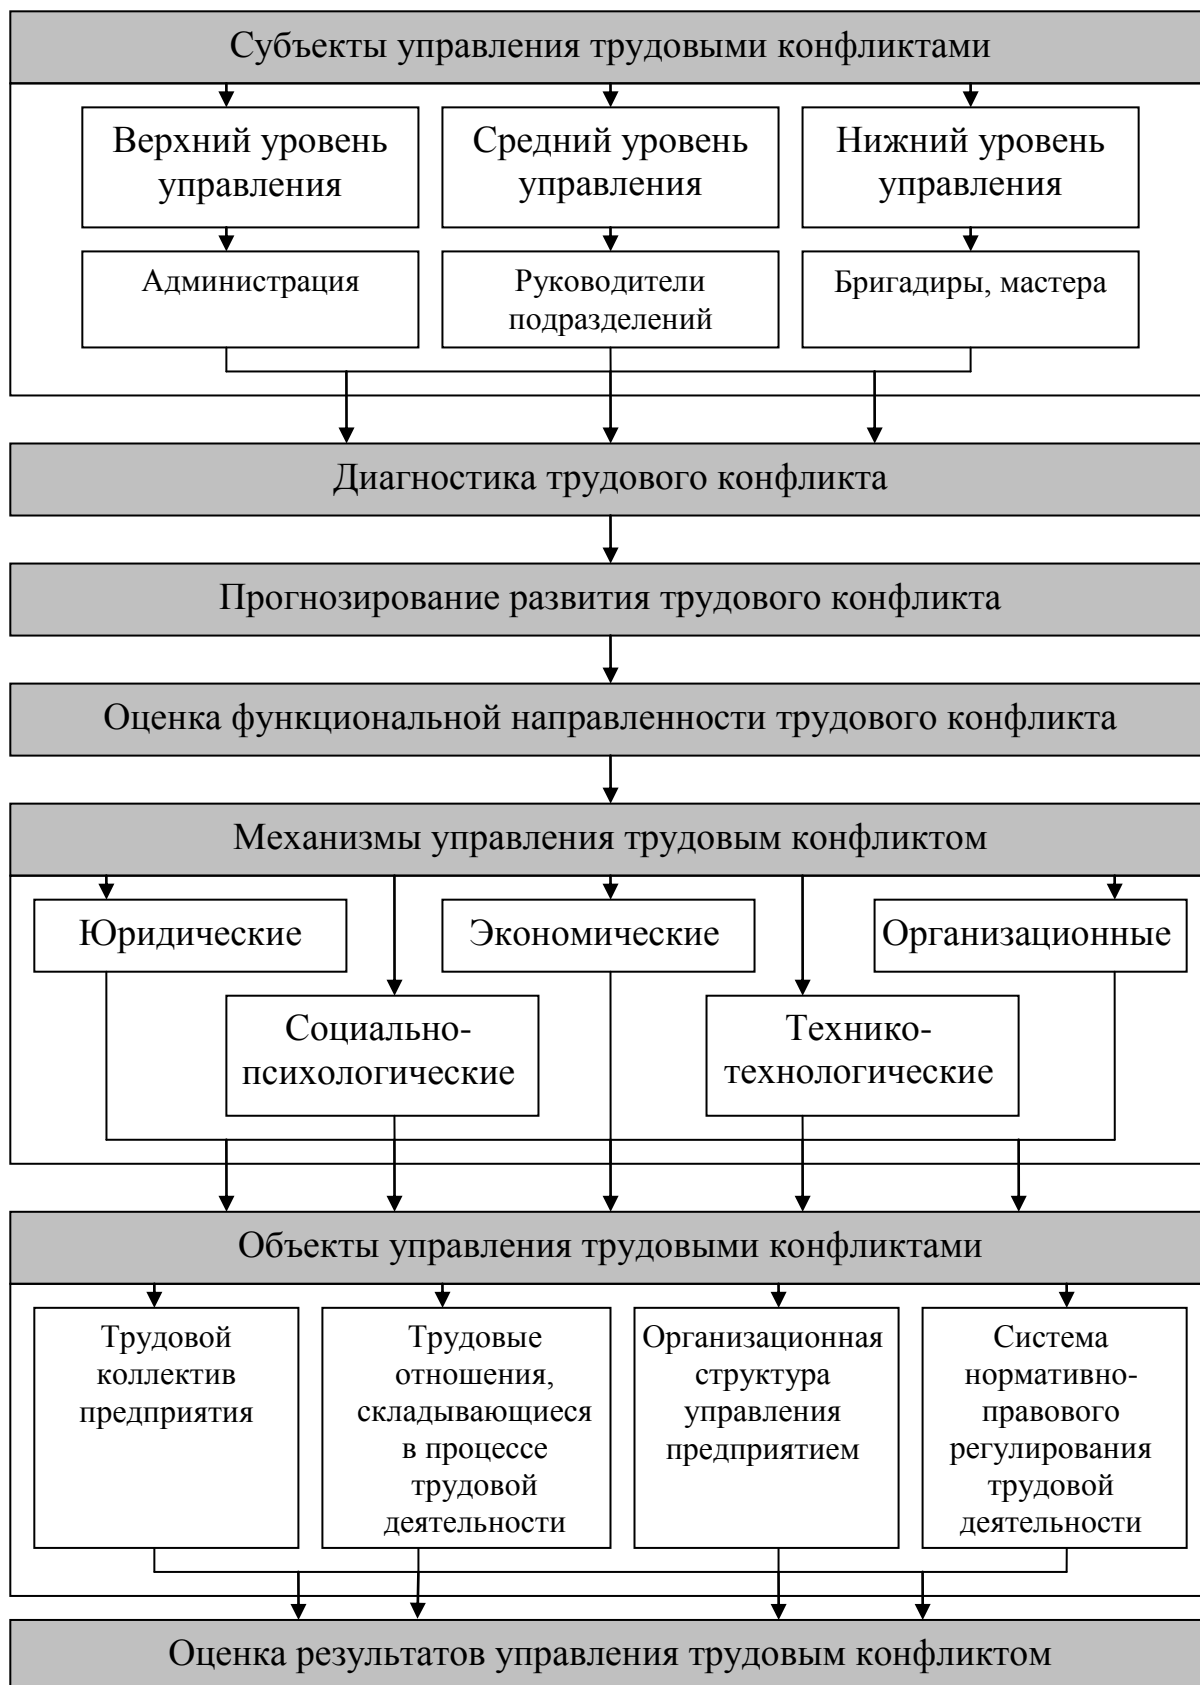 Субъекты управления трудовыми конфликтами
Верхний уровень
управления
Средний уровень
управления
Нижний уровень
управления
Администрация
Руководители
подразделений
Бригадиры, мастера
Диагностика трудового конфликта
Прогнозирование развития трудового конфликта
Оценка функциональной направленности трудового конфликта
Механизмы управления трудовым конфликтом
Юридические
Экономические
Организационные
Социально-
психологические
Технико-
технологические
Объекты управления трудовыми конфликтами
Трудовой
коллектив
предприятия
Трудовые
отношения,
складывающиеся
в процессе
трудовой
деятельности
Организационная
структура
управления
предприятием
Система
нормативно-
правового
регулирования
трудовой
деятельности
Оценка результатов управления трудовым конфликтом